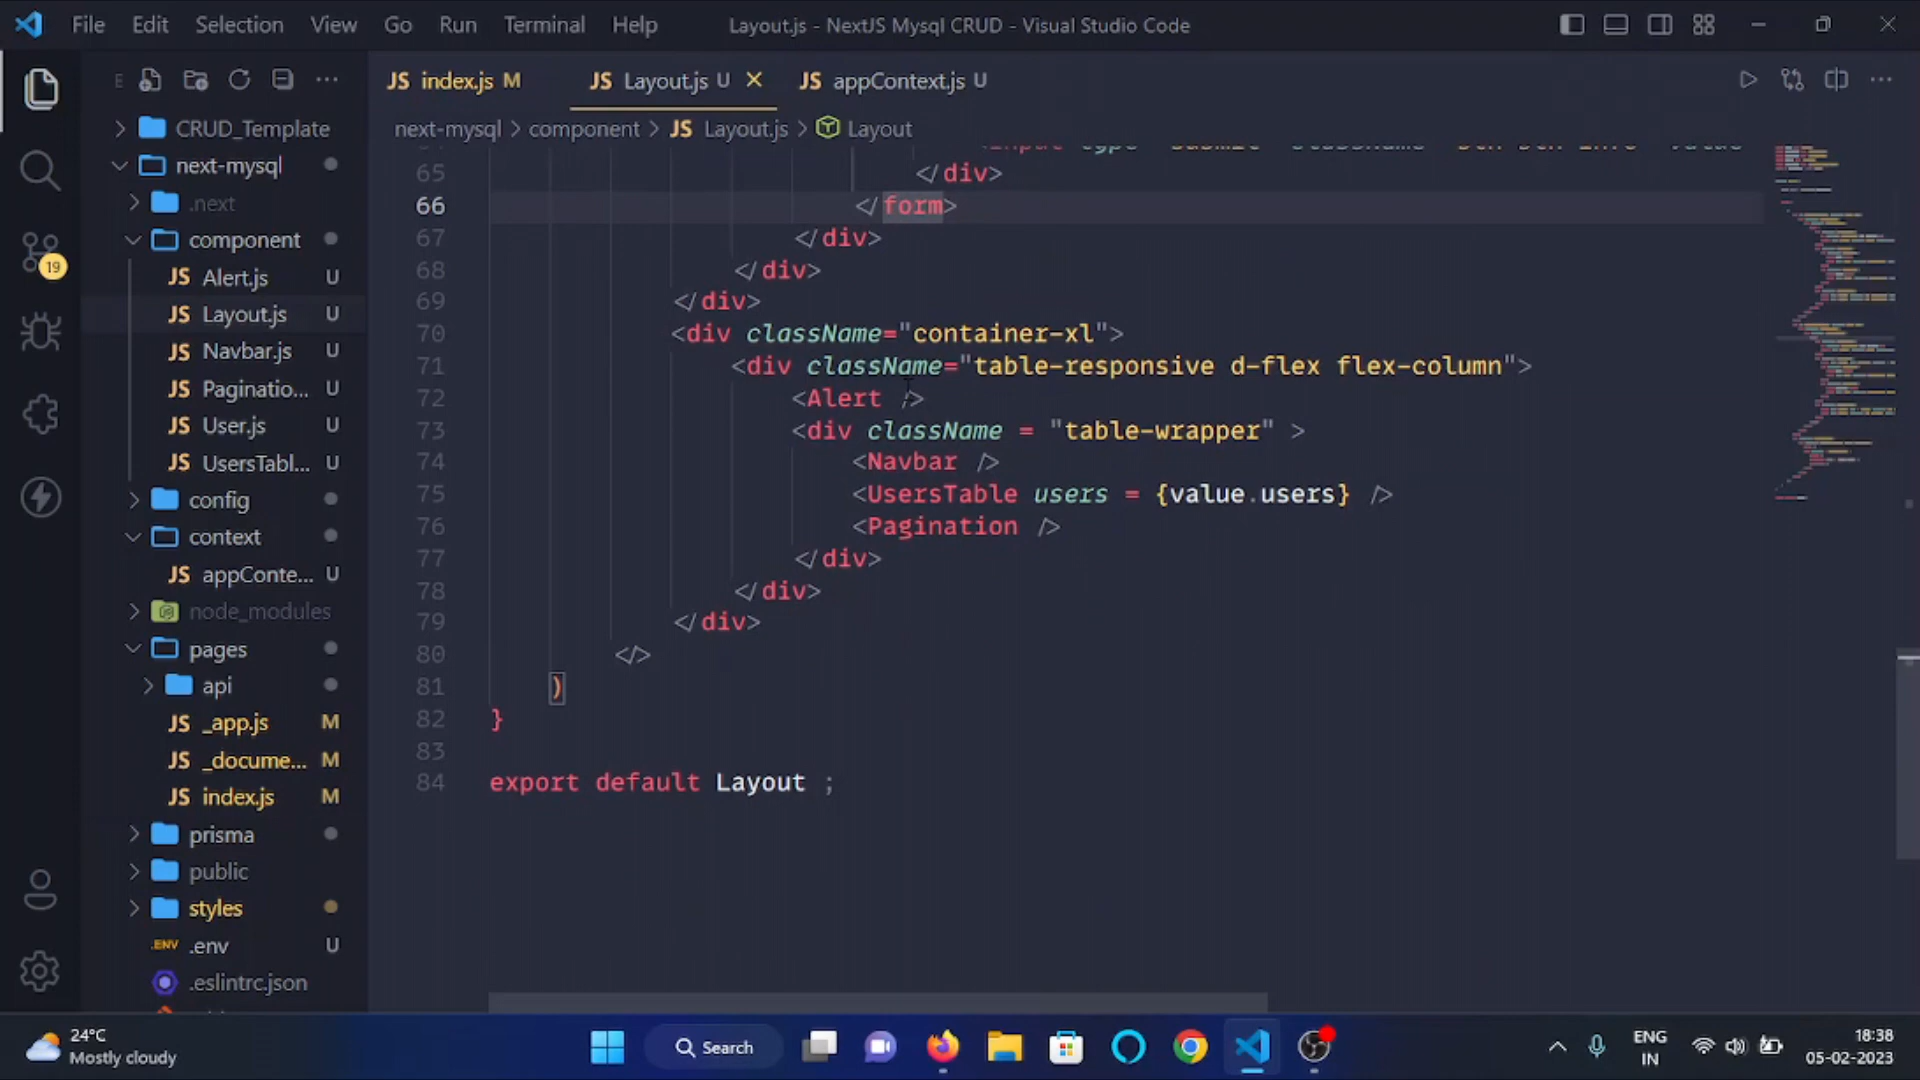 File Edit Selection View Go Run Terminal Help Layout.js - NextJS Mysql CRUD - Visual Studio Code
E
JS index.js M JS Layout.js U JS appContext.js U
next-mysql > component > JS Layout.js > Layout
CRUD_Template
next-mysql
.next
component
JS Alert.js U
JS Layout.js U
JS Navbar.js U
JS Paginatio... U
JS User.js U
JS UsersTabl... U
config
context
JS appConte... U
node_modules
pages
api
JS _app.js M
JS _docume... M
JS index.js M
prisma
public
styles
.ENV .env U
.eslintrc.json
19
65 </div>
66 </form>
67 </div>
68 </div>
69 </div>
70 <div className="container-xl">
71 <div className="table-responsive d-flex flex-column">
72 <Alert />
73 <div className = "table-wrapper" >
74 <Navbar />
75 <UsersTable users = {value.users} />
76 <Pagination />
77 </div>
78 </div>
79 </div>
80 </>
81 )
82 }
83
84 export default Layout ;
24°C
Mostly cloudy
Search
ENG
IN
18:38
05-02-2023